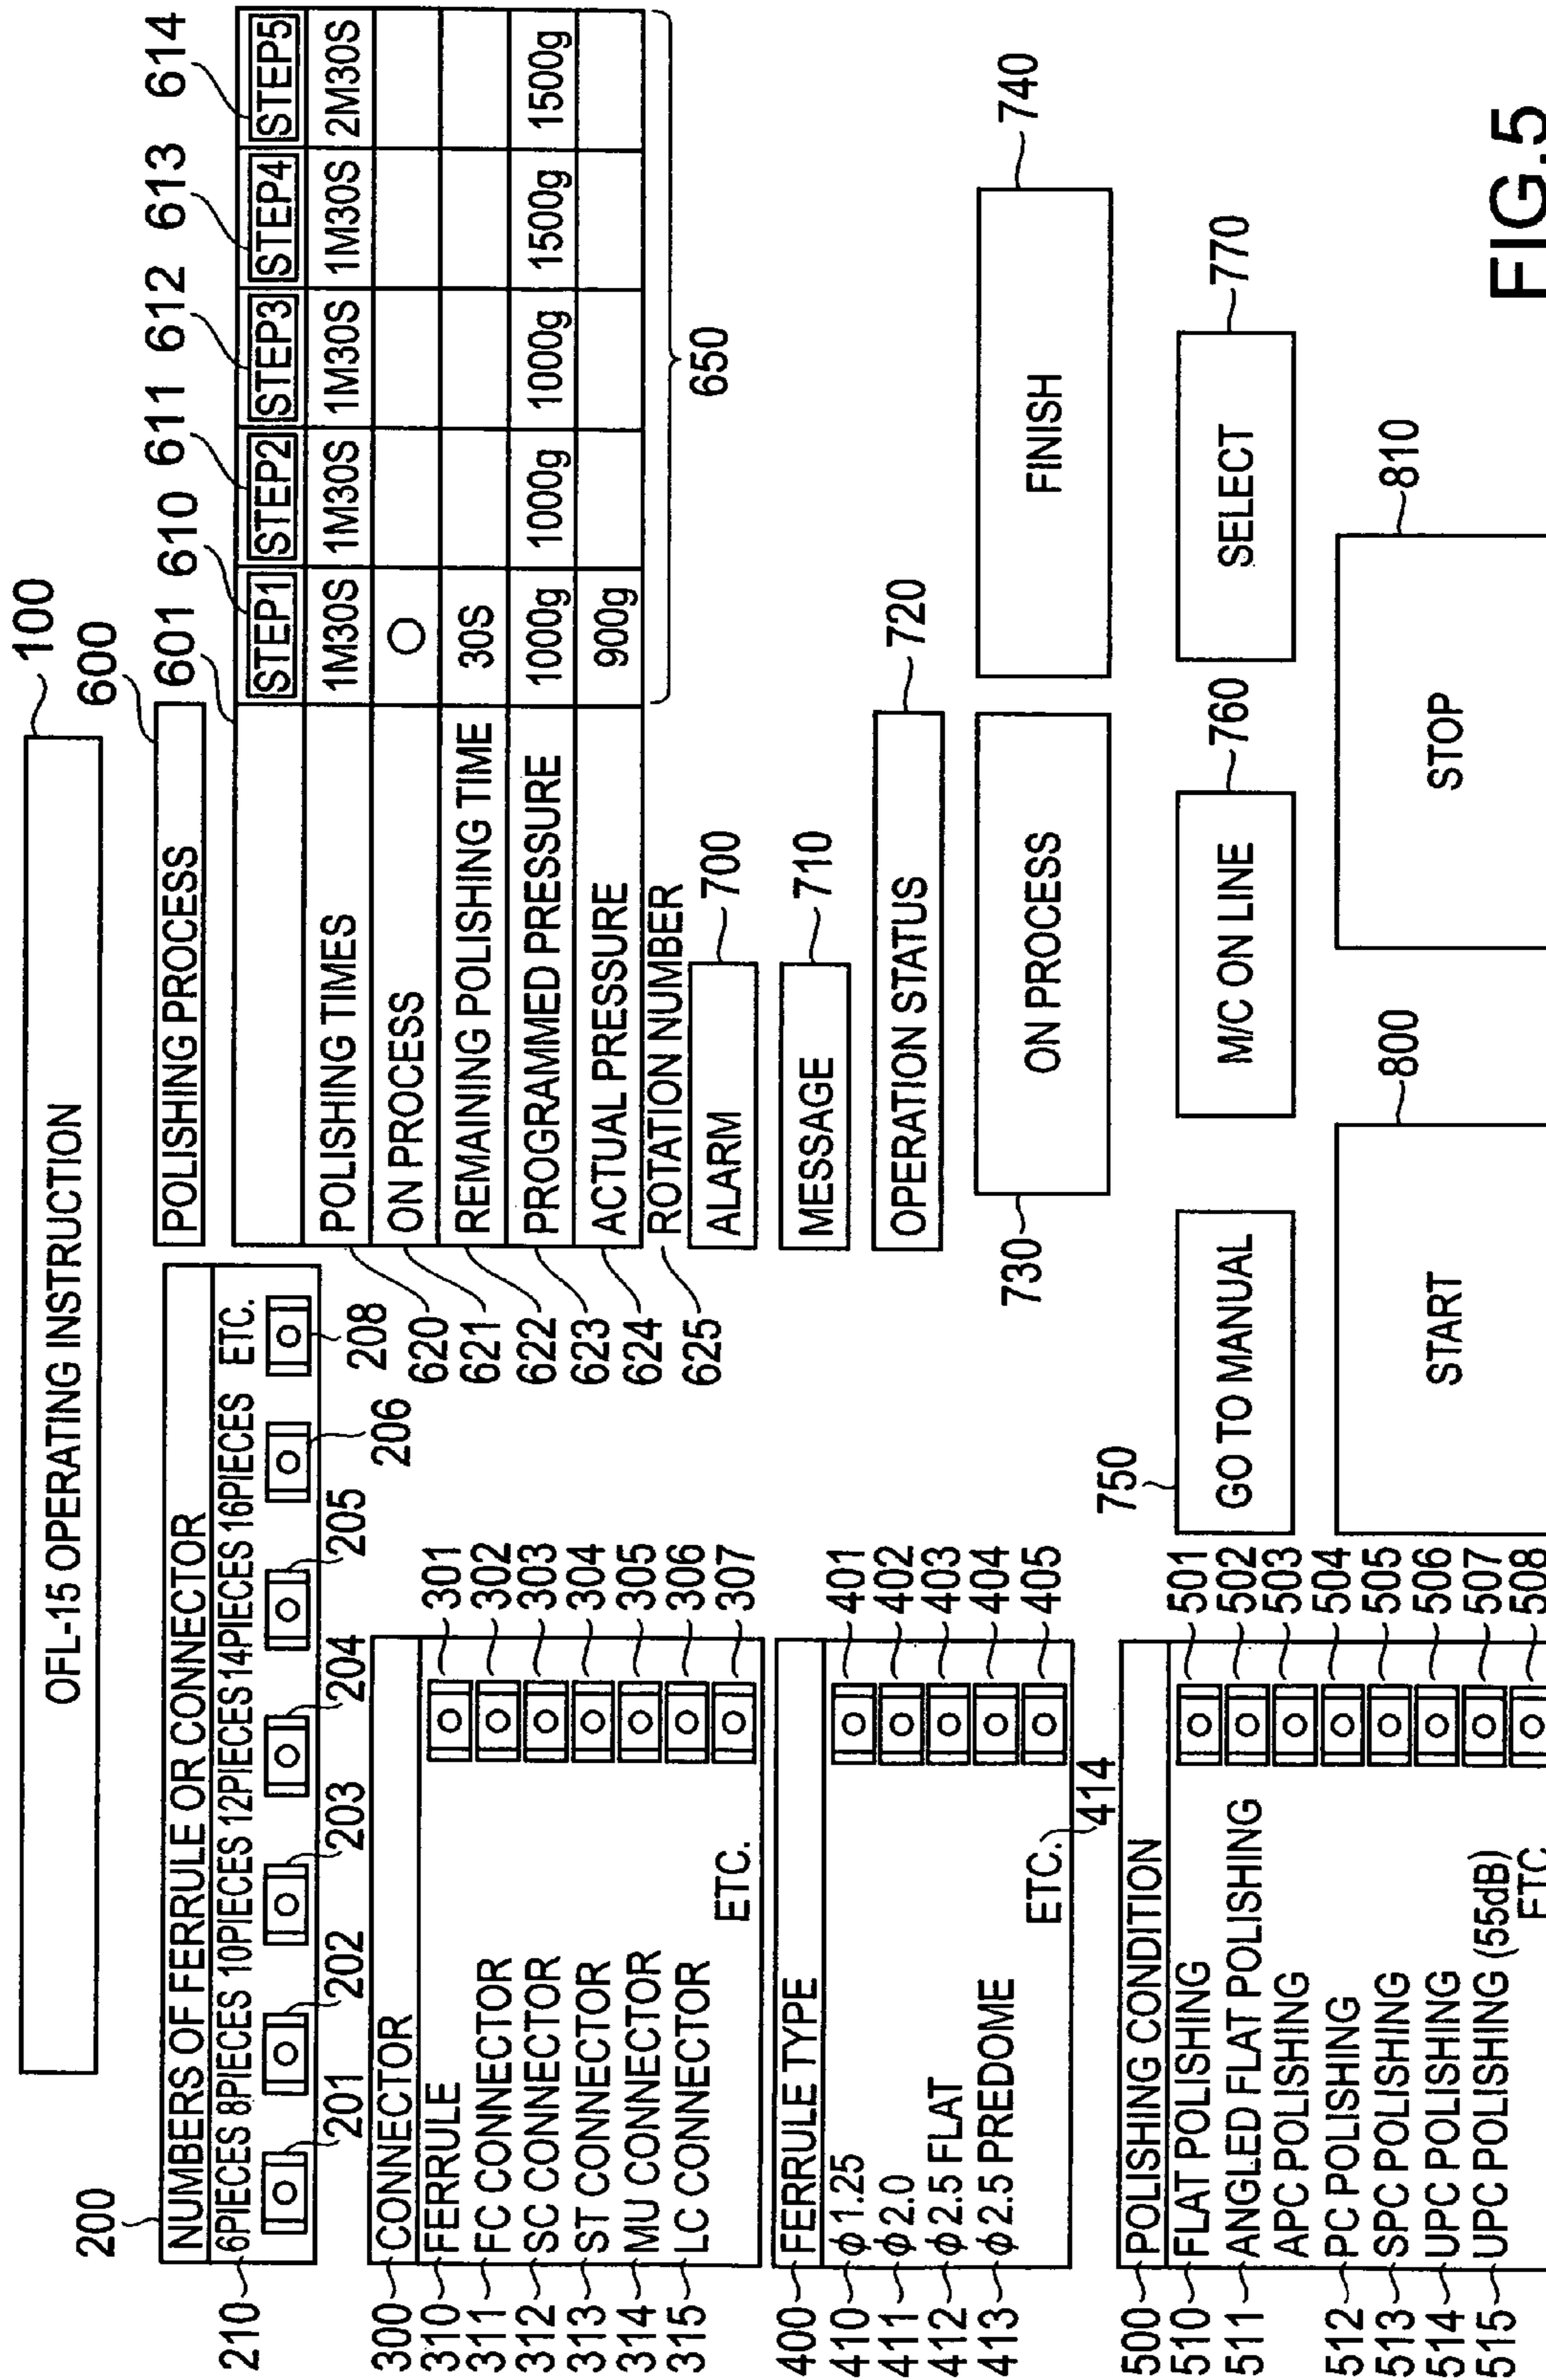 OFL-15 OPERATING INSTRUCTION 100
200
NUMBERS OF FERRULE OR CONNECTOR
210 6PIECES 8PIECES 10PIECES 12PIECES 14PIECES 16PIECES ETC.
201 202 203 204 205 206 208
300 CONNECTOR
310 FERRULE 301
311 FC CONNECTOR 302
312 SC CONNECTOR 303
313 ST CONNECTOR 304
314 MU CONNECTOR 305
315 LC CONNECTOR 306
ETC. 307
400 FERRULE TYPE
410 ϕ1.25 401
411 ϕ2.0 402
412 ϕ2.5 FLAT 403
413 ϕ2.5 PREDOME 404
ETC. 405
414
500 POLISHING CONDITION
510 FLAT POLISHING 501
511 ANGLED FLAT POLISHING 502
APC POLISHING 503
512 PC POLISHING 504
513 SPC POLISHING 505
514 UPC POLISHING 506
515 UPC POLISHING (55dB) 507
ETC 508
POLISHING PROCESS 600
601 610 611 612 613 614
STEP1 STEP2 STEP3 STEP4 STEP5
620 POLISHING TIMES 1M30S 1M30S 1M30S 1M30S 2M30S
621 ON PROCESS ○
622 REMAINING POLISHING TIME 30S
623 PROGRAMMED PRESSURE 1000g 1000g 1000g 1500g 1500g
624 ACTUAL PRESSURE 900g
625 ROTATION NUMBER
650
ALARM 700
MESSAGE 710
OPERATION STATUS 720
730 ON PROCESS
FINISH 740
750 GO TO MANUAL
M/C ON LINE 760
SELECT 770
START 800
STOP 810
FIG.5